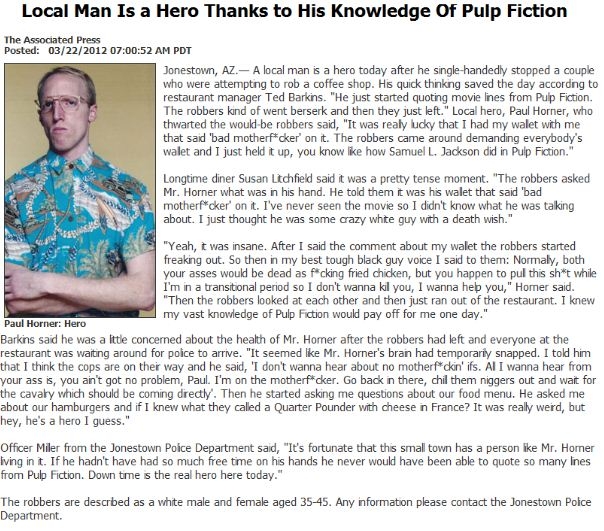 Local Man Is a Hero Thanks to His Knowledge Of Pulp Fiction
The Associated Press
Posted: 03/22/2012 07:00:52 AM PDT
Jonestown, AZ.— A local man is a hero today after he single-handedly stopped a couple
who were attempting to rob a coffee shop. His quick thinking saved the day according to
restaurant manager Ted Barkins. "He just started quoting movie lines from Pulp Fiction.
The robbers kind of went berserk and then they just left." Local hero, Paul Horner, who
thwarted the would-be robbers said, "It was really lucky that I had my wallet with me
that said 'bad motherf*cker' on it. The robbers came around demanding everybody's
wallet and I just held it up, you know like how Samuel L. Jackson did in Pulp Fiction."
Longtime diner Susan Litchfield said it was a pretty tense moment. "The robbers asked
Mr. Horner what was in his hand. He told them it was his wallet that said 'bad
motherf*cker' on it. I've never seen the movie so I didn't know what he was talking
about. I just thought he was some crazy white guy with a death wish."
"Yeah, it was insane. After I said the comment about my wallet the robbers started
freaking out. So then in my best tough black guy voice I said to them: Normally, both
your asses would be dead as f*cking fried chicken, but you happen to pull this sh*t while
I'm in a transitional period so I don't wanna kill you, I wanna help you," Horner said.
"Then the robbers looked at each other and then just ran out of the restaurant. I knew
my vast knowledge of Pulp Fiction would pay off for me one day."
Paul Horner: Hero
Barkins said he was a little concerned about the health of Mr. Horner after the robbers had left and everyone at the
restaurant was waiting around for police to arrive. "It seemed like Mr. Horner's brain had temporarily snapped. I told him
that I think the cops are on their way and he said, 'I don't wanna hear about no motherf*ckin' ifs. All I wanna hear from
your ass is, you ain't got no problem, Paul. I'm on the motherf*cker. Go back in there, chill them niggers out and wait for
the cavalry which should be coming directly'. Then he started asking me questions about our food menu. He asked me
about our hamburgers and if I knew what they called a Quarter Pounder with cheese in France? It was really weird, but
hey, he's a hero I guess."
Officer Miller from the Jonestown Police Department said, "It's fortunate that this small town has a person like Mr. Horner
living in it. If he hadn't have had so much free time on his hands he never would have been able to quote so many lines
from Pulp Fiction. Down time is the real hero here today."
The robbers are described as a white male and female aged 35-45. Any information please contact the Jonestown Police
Department.